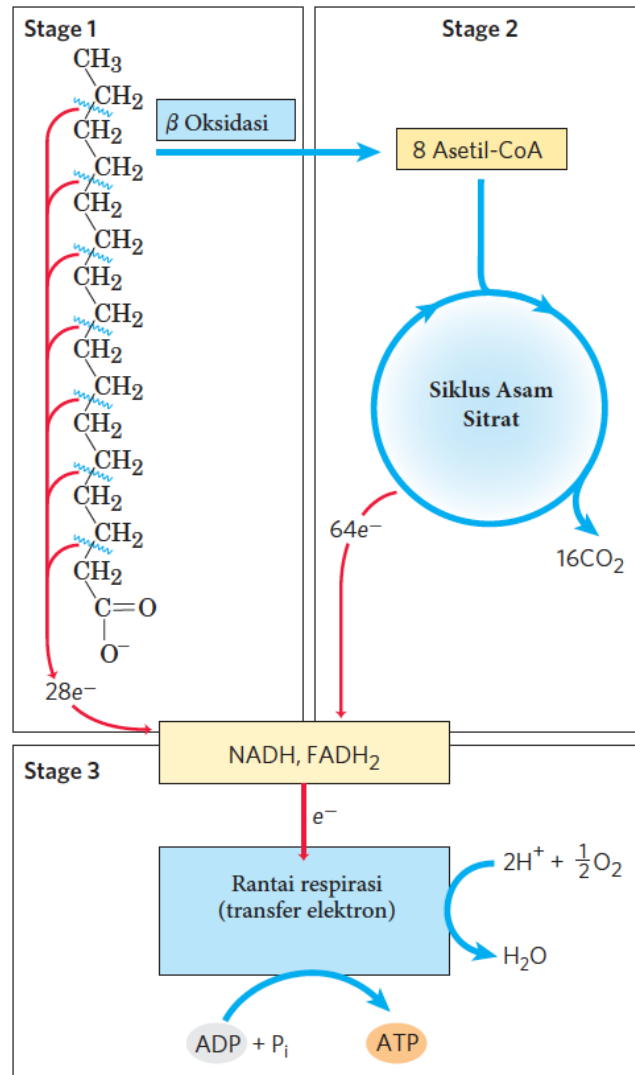 Stage 1
CH₃
CH₂
CH₂
CH₂
CH₂
CH₂
CH₂
CH₂
CH₂
CH₂
CH₂
CH₂
CH₂
CH₂
CH₂
C=O
O⁻
28e⁻
β Oksidasi
Stage 2
8 Asetil-CoA
Siklus Asam
Sitrat
64e⁻
16CO₂
NADH, FADH₂
Stage 3
e⁻
Rantai respirasi
(transfer elektron)
2H⁺ + ½O₂
H₂O
ADP + Pᵢ
ATP